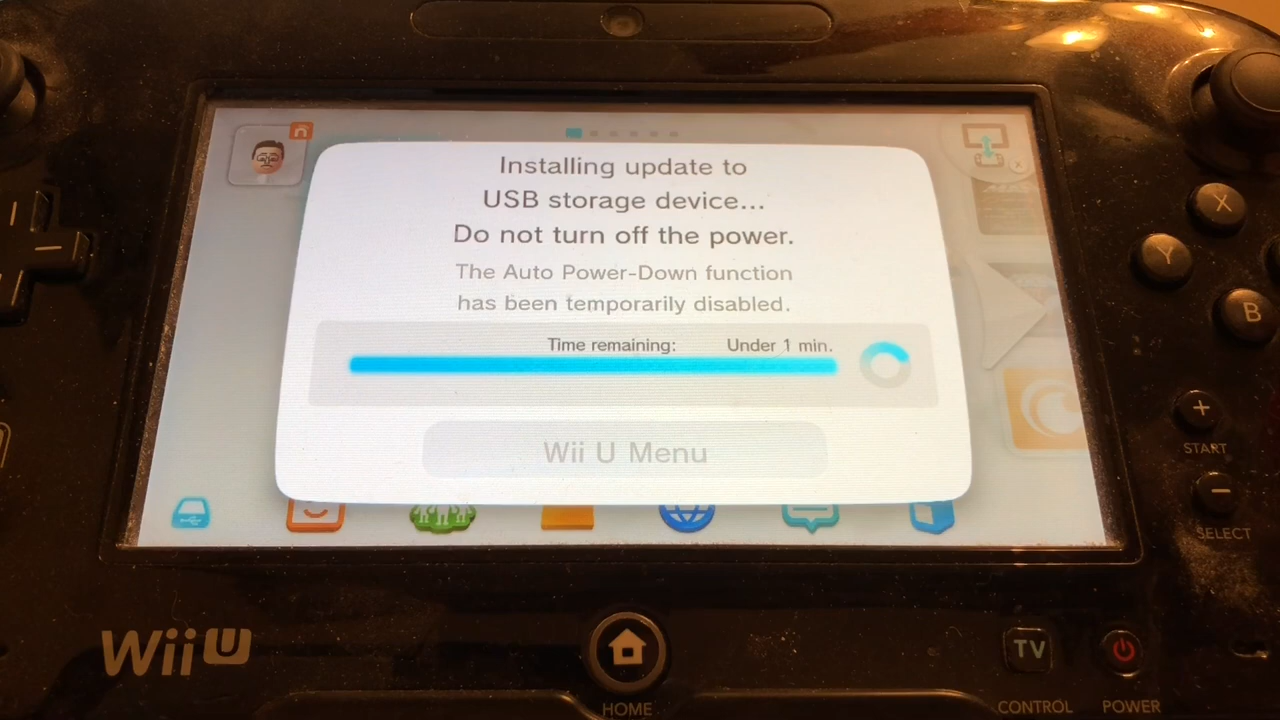 Installing update to
USB storage device...
Do not turn off the power.
The Auto Power-Down function
has been temporarily disabled.
Time remaining: Under 1 min.
Wii U Menu
X
X
Y
B
+
START
−
SELECT
Wii U
HOME
TV
CONTROL
POWER